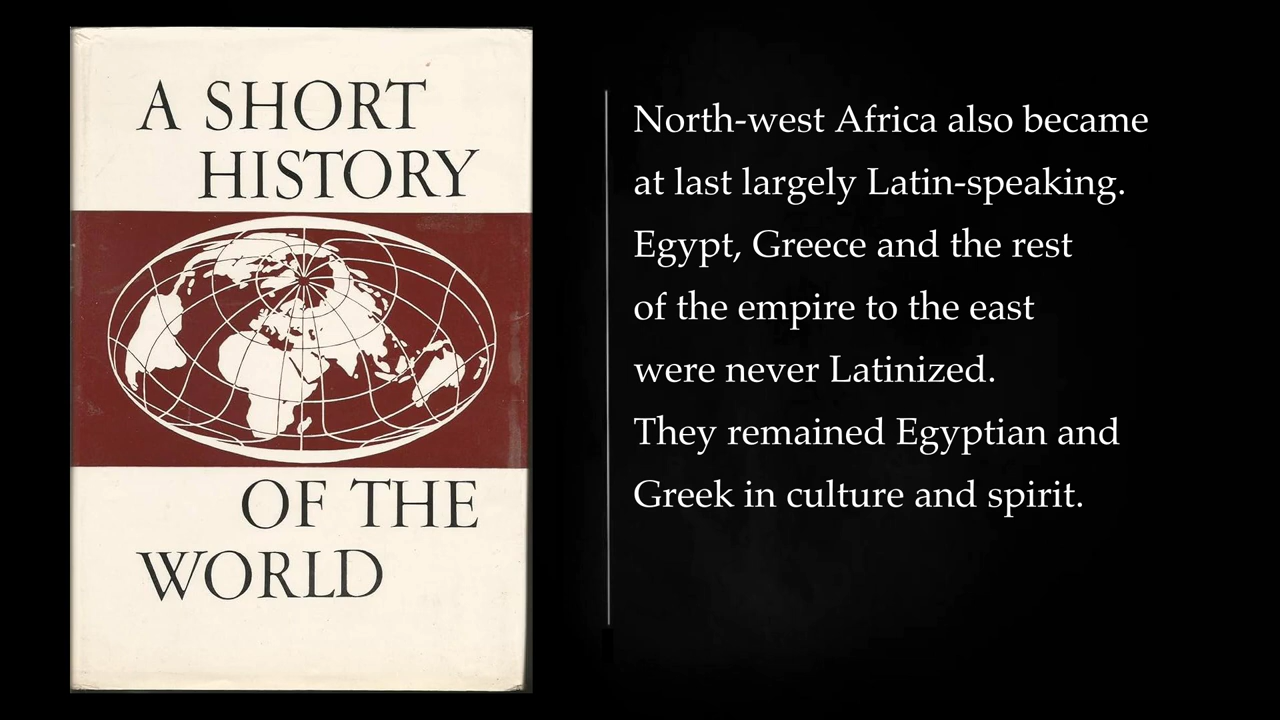 A SHORT
HISTORY
OF THE
WORLD
North-west Africa also became
at last largely Latin-speaking.
Egypt, Greece and the rest
of the empire to the east
were never Latinized.
They remained Egyptian and
Greek in culture and spirit.